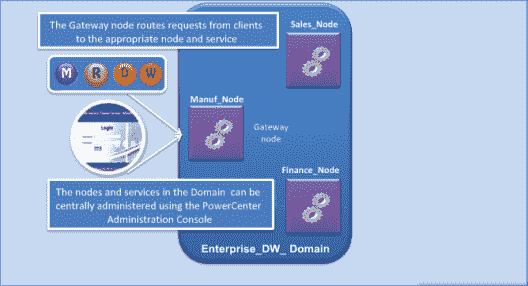 The Gateway node routes requests from clients
to the appropriate node and service
Sales_Node
M R D W
Manuf_Node
Login
Gateway
node
Finance_Node
The nodes and services in the Domain can be
centrally administered using the PowerCenter
Administration Console
Enterprise_DW_ Domain